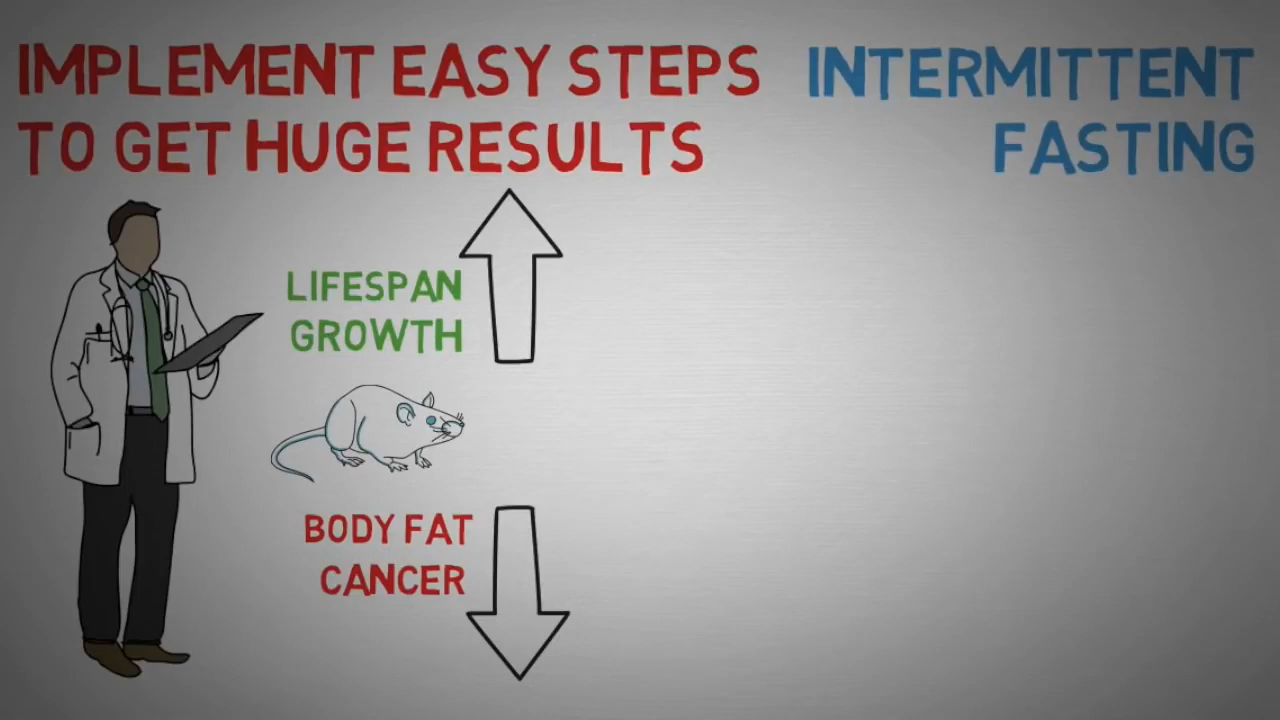 IMPLEMENT EASY STEPS
TO GET HUGE RESULTS
INTERMITTENT
FASTING
LIFESPAN
GROWTH
BODY FAT
CANCER